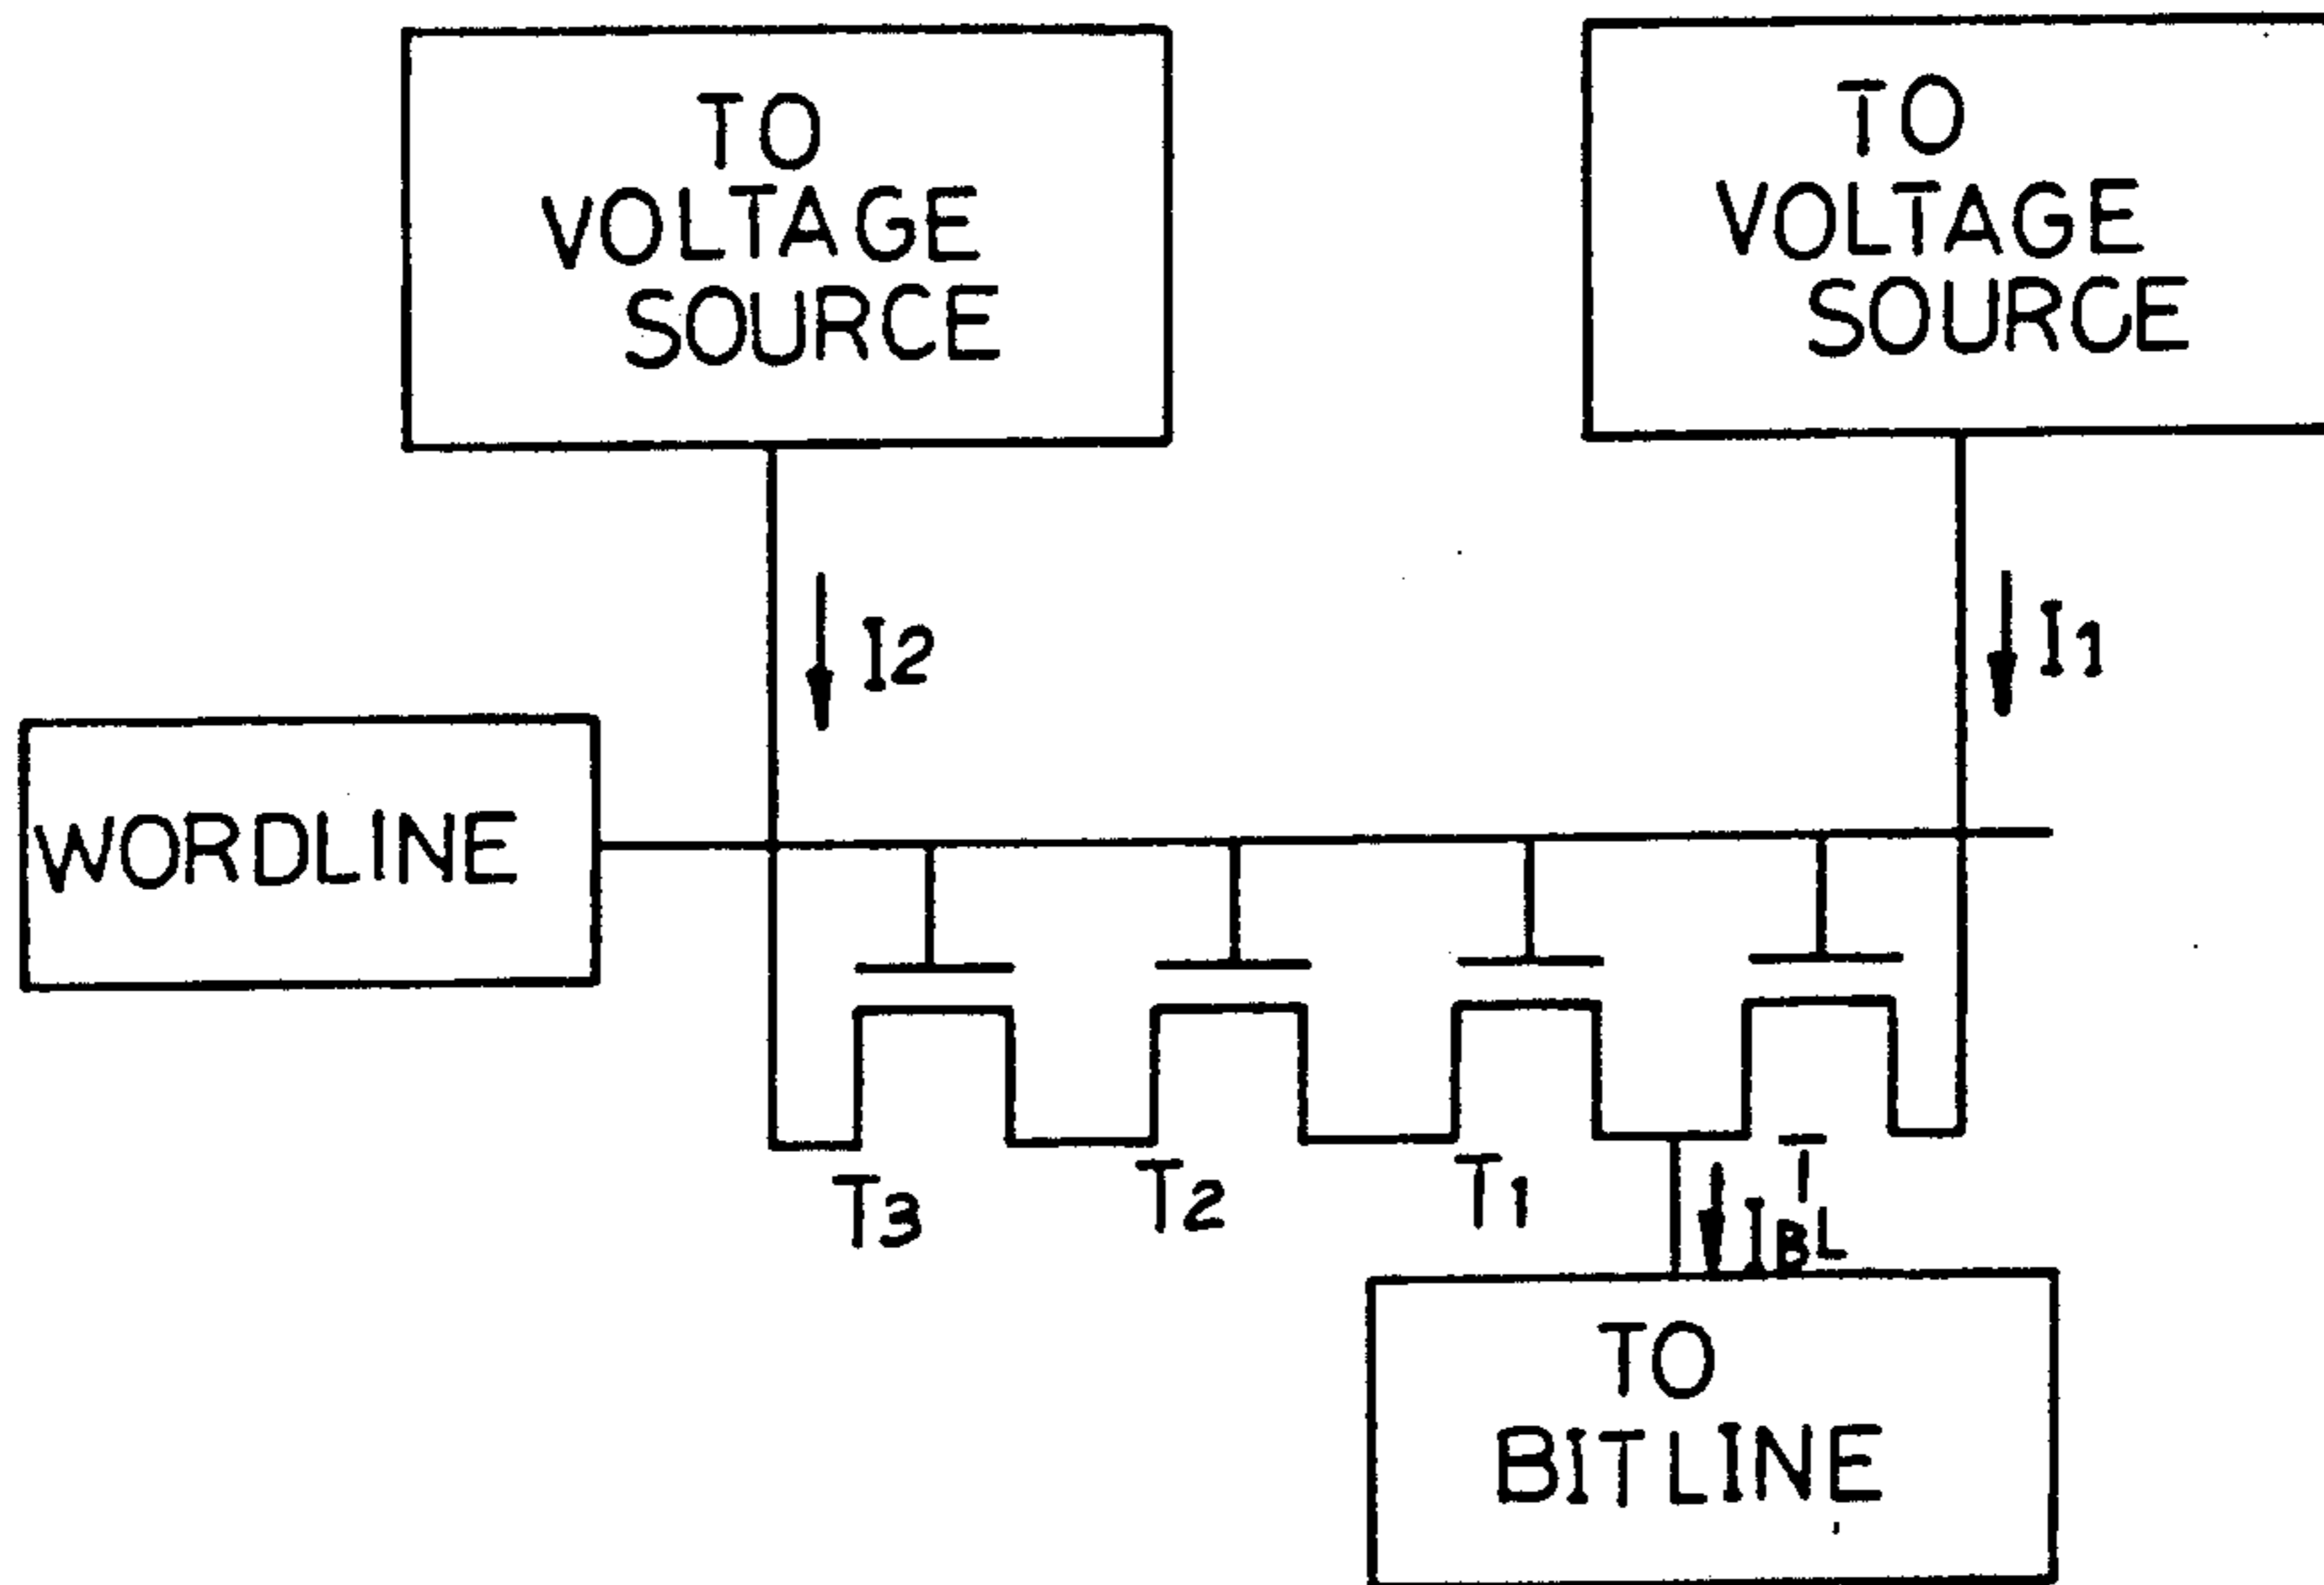 TO
VOLTAGE
SOURCE
TO
VOLTAGE
SOURCE
I2
I1
WORDLINE
T3
T2
T1
T
IBL
TO
BITLINE